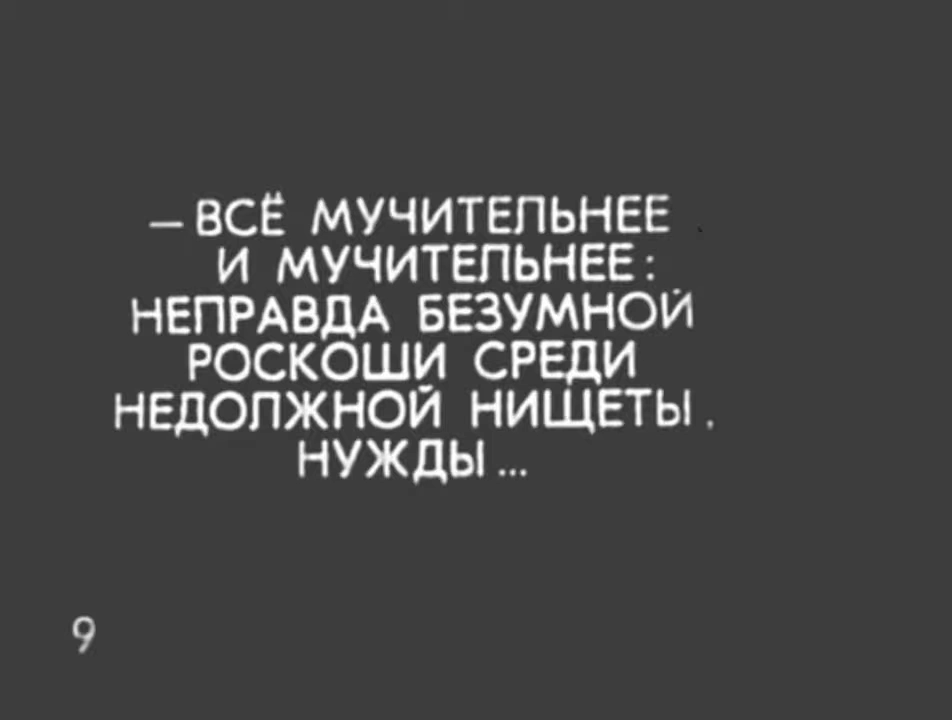 — ВСЁ МУЧИТЕЛЬНЕЕ
И МУЧИТЕЛЬНЕЕ:
НЕПРАВДА БЕЗУМНОЙ
РОСКОШИ СРЕДИ
НЕДОЛЖНОЙ НИЩЕТЫ,
НУЖДЫ...
9